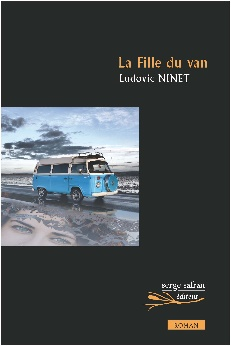 La Fille du van
Ludovic NINET
serge safran
éditeur
ROMAN